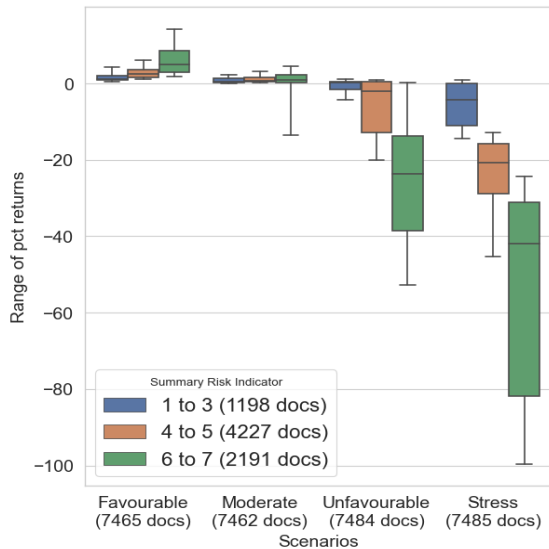 Range of pct returns
0
−20
−40
−60
−80
−100
Summary Risk Indicator
1 to 3 (1198 docs)
4 to 5 (4227 docs)
6 to 7 (2191 docs)
Favourable
(7465 docs)
Moderate
(7462 docs)
Unfavourable
(7484 docs)
Stress
(7485 docs)
Scenarios